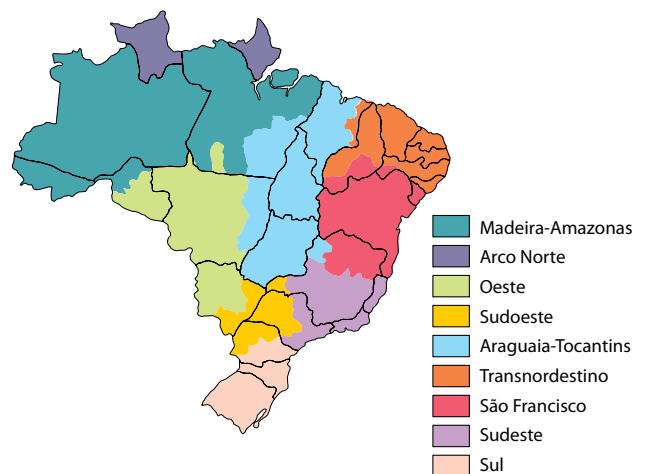 Madeira-Amazonas
Arco Norte
Oeste
Sudoeste
Araguaia-Tocantins
Transnordestino
São Francisco
Sudeste
Sul